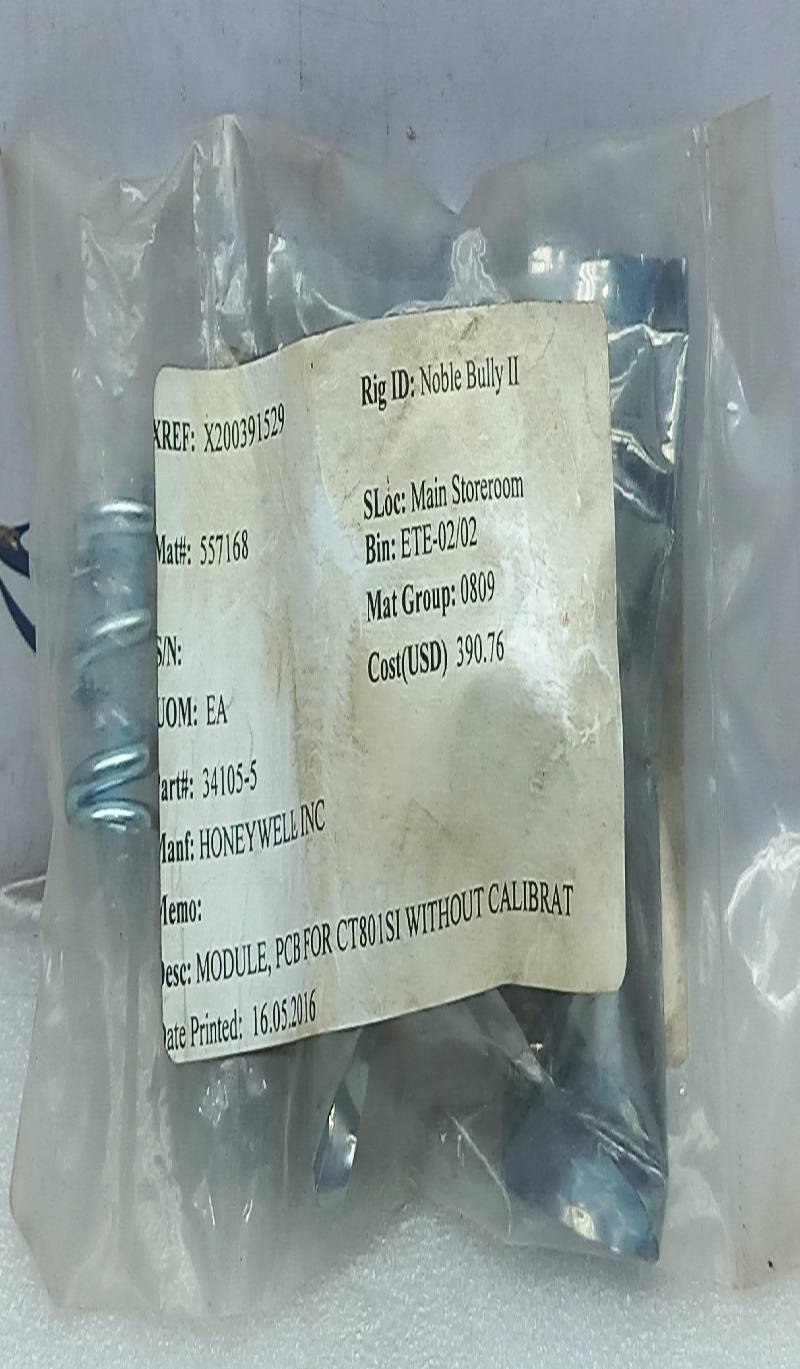 XREF: X200391529
Rig ID: Noble Bully II
SLoc: Main Storeroom
Mat#: 557168
Bin: ETE-02/02
Mat Group: 0809
S/N:
Cost(USD) 390.76
UOM: EA
art#: 34105-5
Manf: HONEYWELL INC
Memo:
esc: MODULE, PCB FOR CT801SI WITHOUT CALIBRAT
ate Printed: 16.05.2016